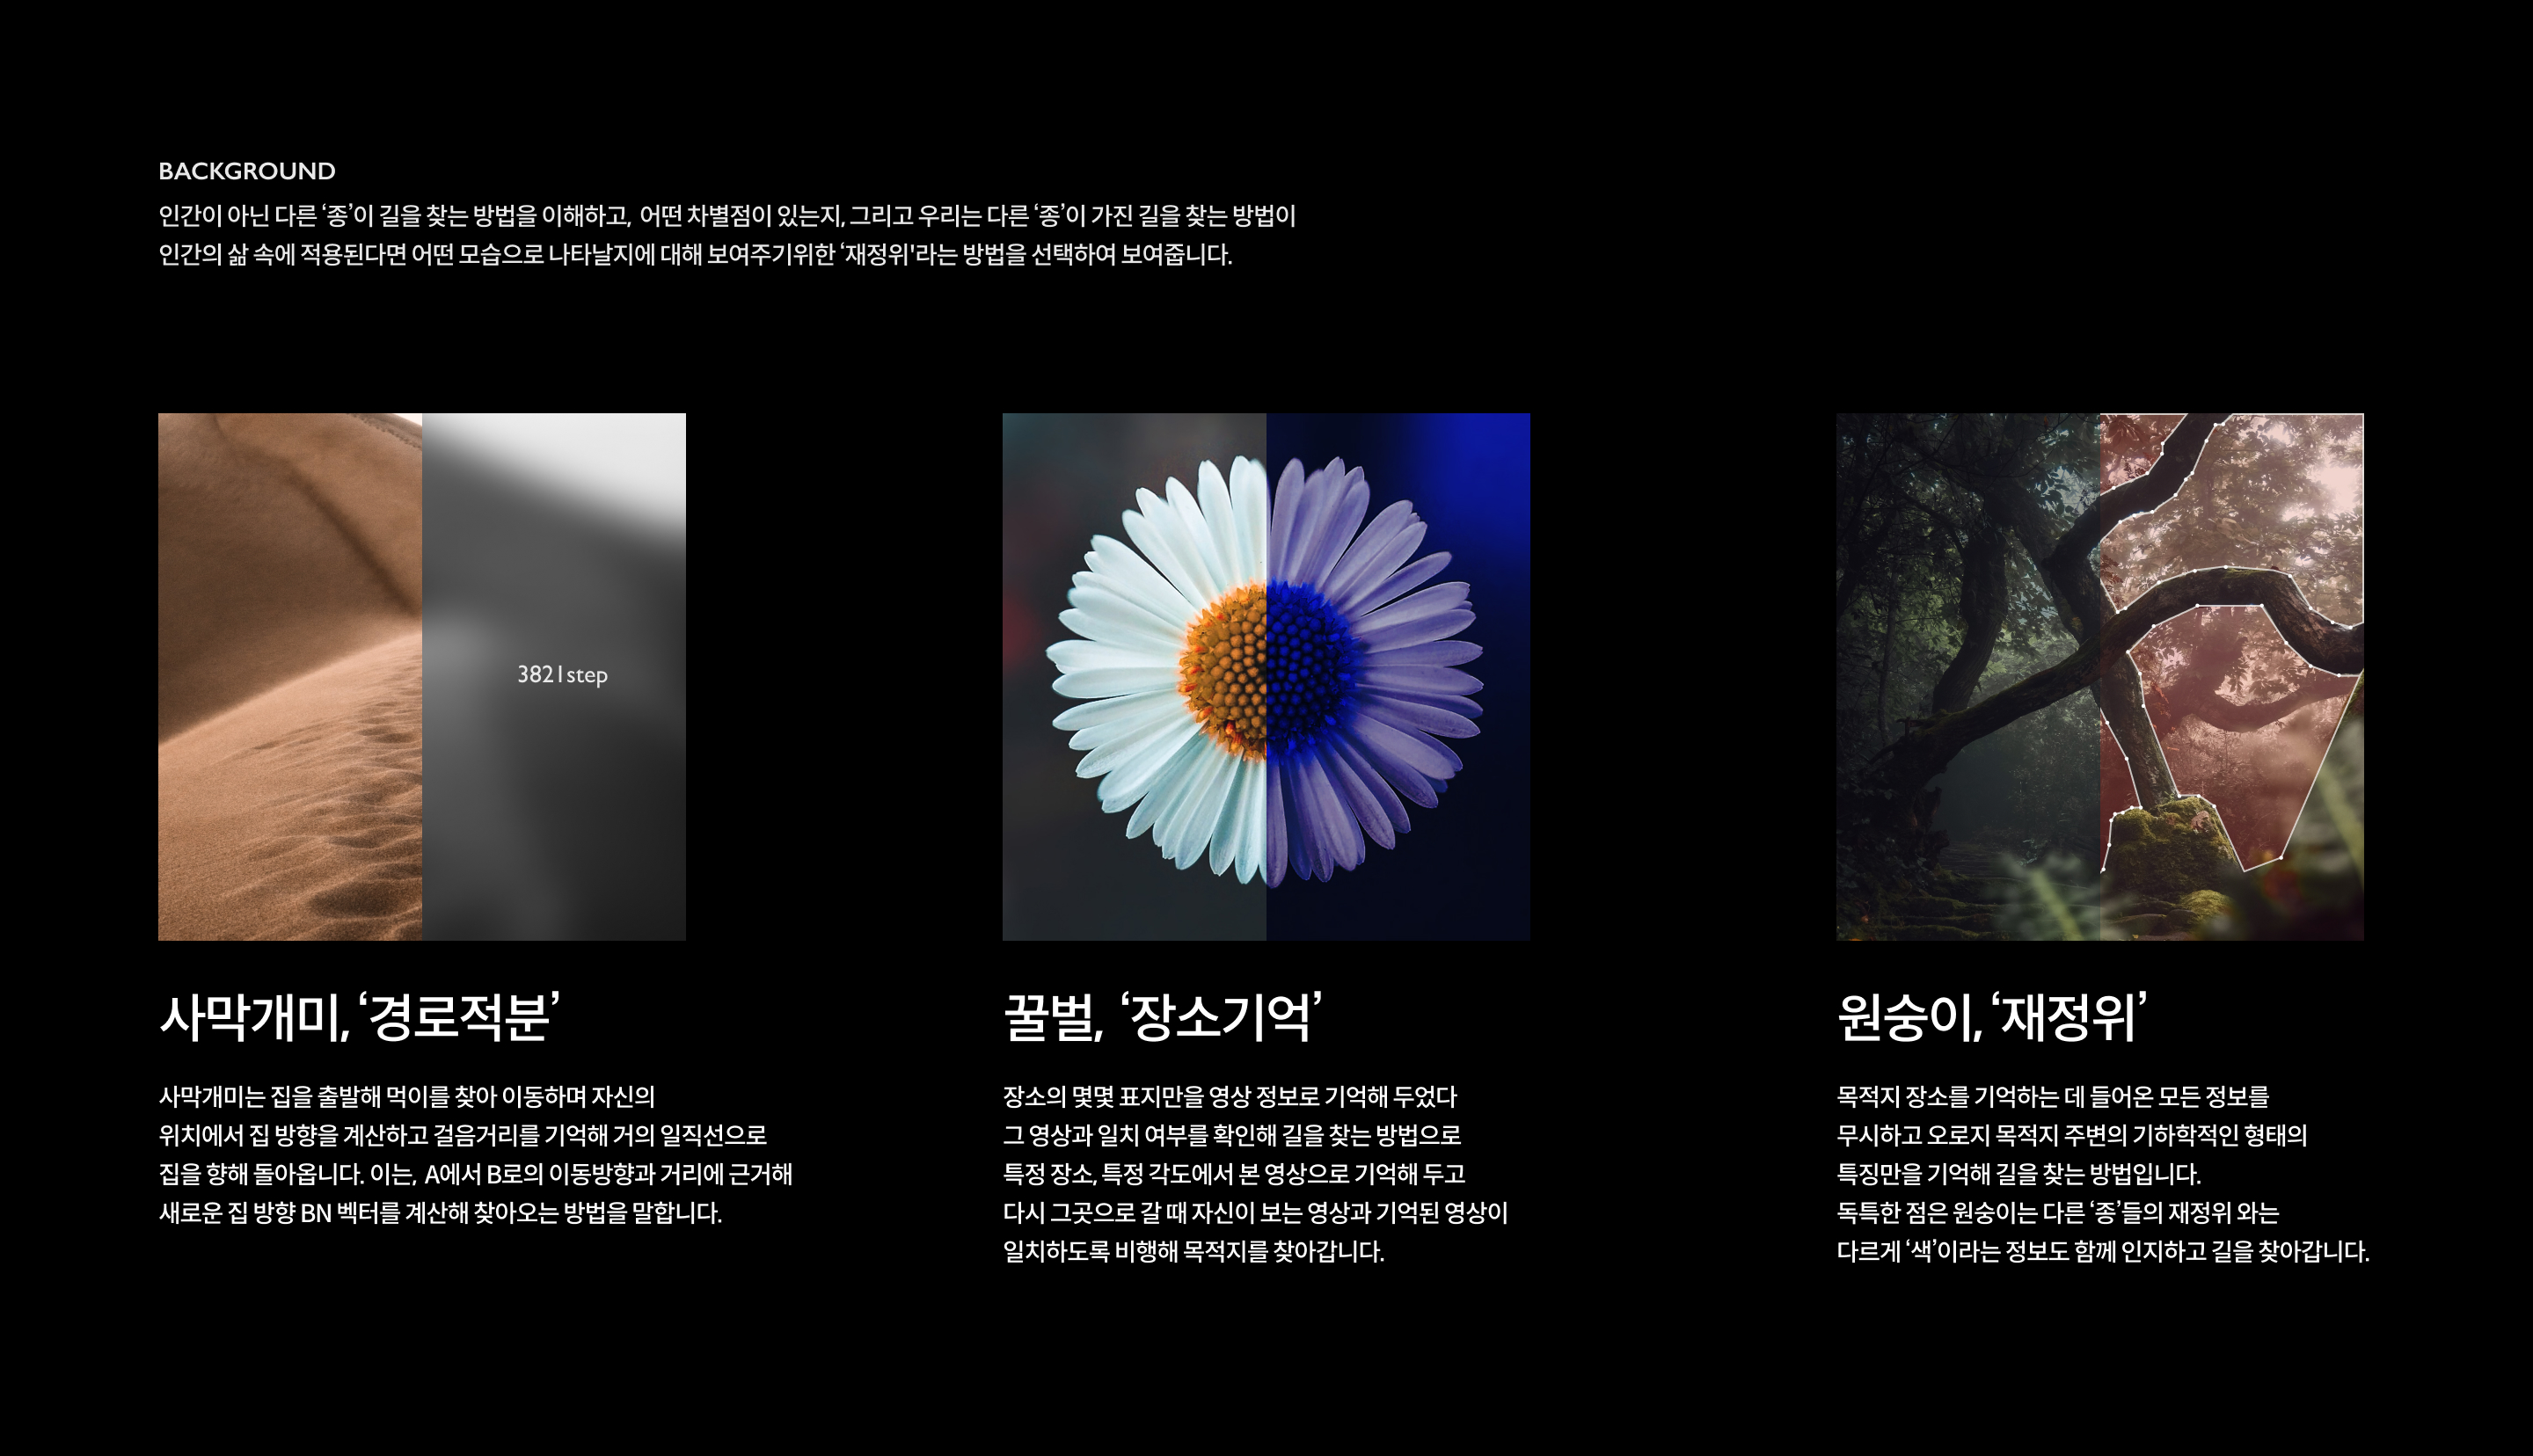 BACKGROUND
인간이 아닌 다른 ‘종’이 길을 찾는 방법을 이해하고, 어떤 차별점이 있는지, 그리고 우리는 다른 ‘종’이 가진 길을 찾는 방법이
인간의 삶 속에 적용된다면 어떤 모습으로 나타날지에 대해 보여주기위한 ‘재정위'라는 방법을 선택하여 보여줍니다.
3821step
사막개미, ‘경로적분’
사막개미는 집을 출발해 먹이를 찾아 이동하며 자신의
위치에서 집 방향을 계산하고 걸음거리를 기억해 거의 일직선으로
집을 향해 돌아옵니다. 이는, A에서 B로의 이동방향과 거리에 근거해
새로운 집 방향 BN 벡터를 계산해 찾아오는 방법을 말합니다.
꿀벌, ‘장소기억’
장소의 몇몇 표지만을 영상 정보로 기억해 두었다
그 영상과 일치 여부를 확인해 길을 찾는 방법으로
특정 장소, 특정 각도에서 본 영상으로 기억해 두고
다시 그곳으로 갈 때 자신이 보는 영상과 기억된 영상이
일치하도록 비행해 목적지를 찾아갑니다.
원숭이, ‘재정위’
목적지 장소를 기억하는 데 들어온 모든 정보를
무시하고 오로지 목적지 주변의 기하학적인 형태의
특징만을 기억해 길을 찾는 방법입니다.
독특한 점은 원숭이는 다른 ‘종’들의 재정위 와는
다르게 ‘색’이라는 정보도 함께 인지하고 길을 찾아갑니다.